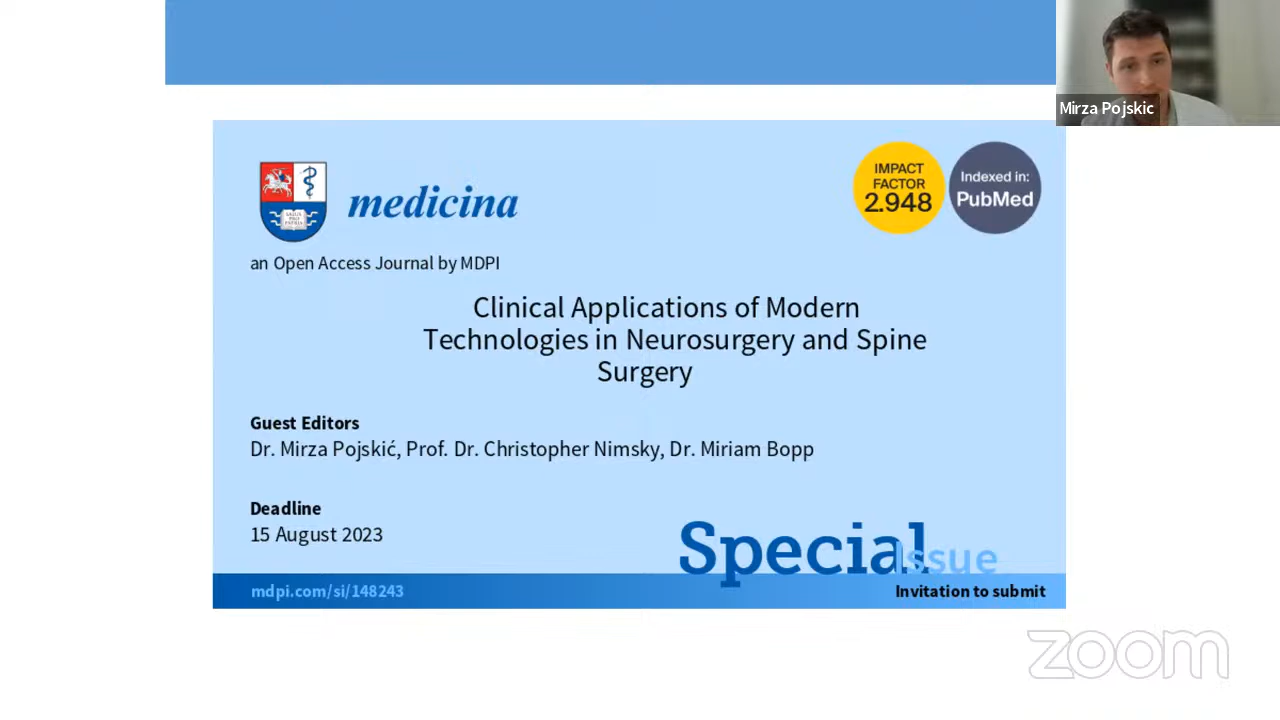 Mirza Pojskic
medicina
IMPACT
FACTOR
2.948
Indexed in:
PubMed
an Open Access Journal by MDPI
Clinical Applications of Modern
Technologies in Neurosurgery and Spine
Surgery
Guest Editors
Dr. Mirza Pojskić, Prof. Dr. Christopher Nimsky, Dr. Miriam Bopp
Deadline
15 August 2023
Special
Issue
mdpi.com/si/148243
Invitation to submit
zoom